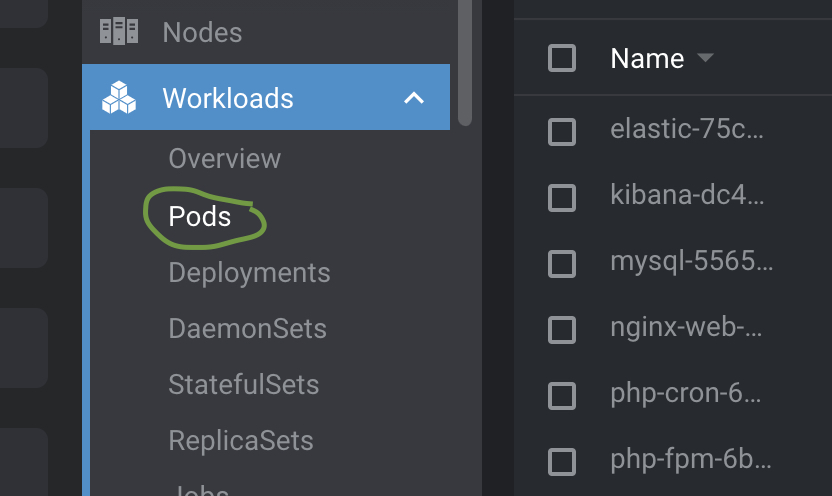 Nodes
Workloads
Overview
Pods
Deployments
DaemonSets
StatefulSets
ReplicaSets
Jobs
Name
elastic-75c...
kibana-dc4...
mysql-5565...
nginx-web-...
php-cron-6...
php-fpm-6b...